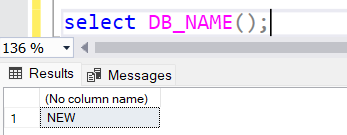 select DB_NAME();
136 %
Results Messages
(No column name)
1 NEW